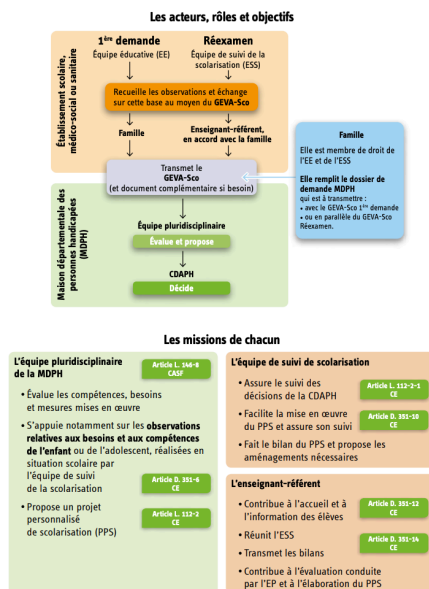 Les acteurs, rôles et objectifs
Établissement scolaire,
médico-social ou sanitaire
1ère demande
Équipe éducative (EE)
Réexamen
Équipe de suivi de la
scolarisation (ESS)
Recueille les observations et échange
sur cette base au moyen du GEVA-Sco
Famille
Enseignant-référent,
en accord avec la famille
Transmet le
GEVA-Sco
(et document complémentaire si besoin)
Famille
Elle est membre de droit de
l'EE et de l'ESS
Elle remplit le dossier de
demande MDPH
qui est à transmettre :
• avec le GEVA-Sco 1ère demande
• ou en parallèle du GEVA-Sco
Réexamen.
Maison départementale des
personnes handicapées
(MDPH)
Équipe pluridisciplinaire
Évalue et propose
CDAPH
Décide
Les missions de chacun
L'équipe pluridisciplinaire
de la MDPH
Article L. 146-8
CASF
• Évalue les compétences, besoins
et mesures mises en œuvre
• S'appuie notamment sur les observations
relatives aux besoins et aux compétences
de l'enfant ou de l'adolescent, réalisées en
situation scolaire par
l'équipe de suivi
de la scolarisation
Article D. 351-6
CE
• Propose un projet
personnalisé
de scolarisation (PPS)
Article L. 112-2
CE
L'équipe de suivi de scolarisation
• Assure le suivi des
décisions de la CDAPH
Article L. 112-2-1
CE
• Facilite la mise en œuvre
du PPS et assure son suivi
Article D. 351-10
CE
• Fait le bilan du PPS et propose les
aménagements nécessaires
L'enseignant-référent
• Contribue à l'accueil et à
l'information des élèves
Article D. 351-12
CE
• Réunit l'ESS
• Transmet les bilans
Article D. 351-14
CE
• Contribue à l'évaluation conduite
par l'EP et à l'élaboration du PPS